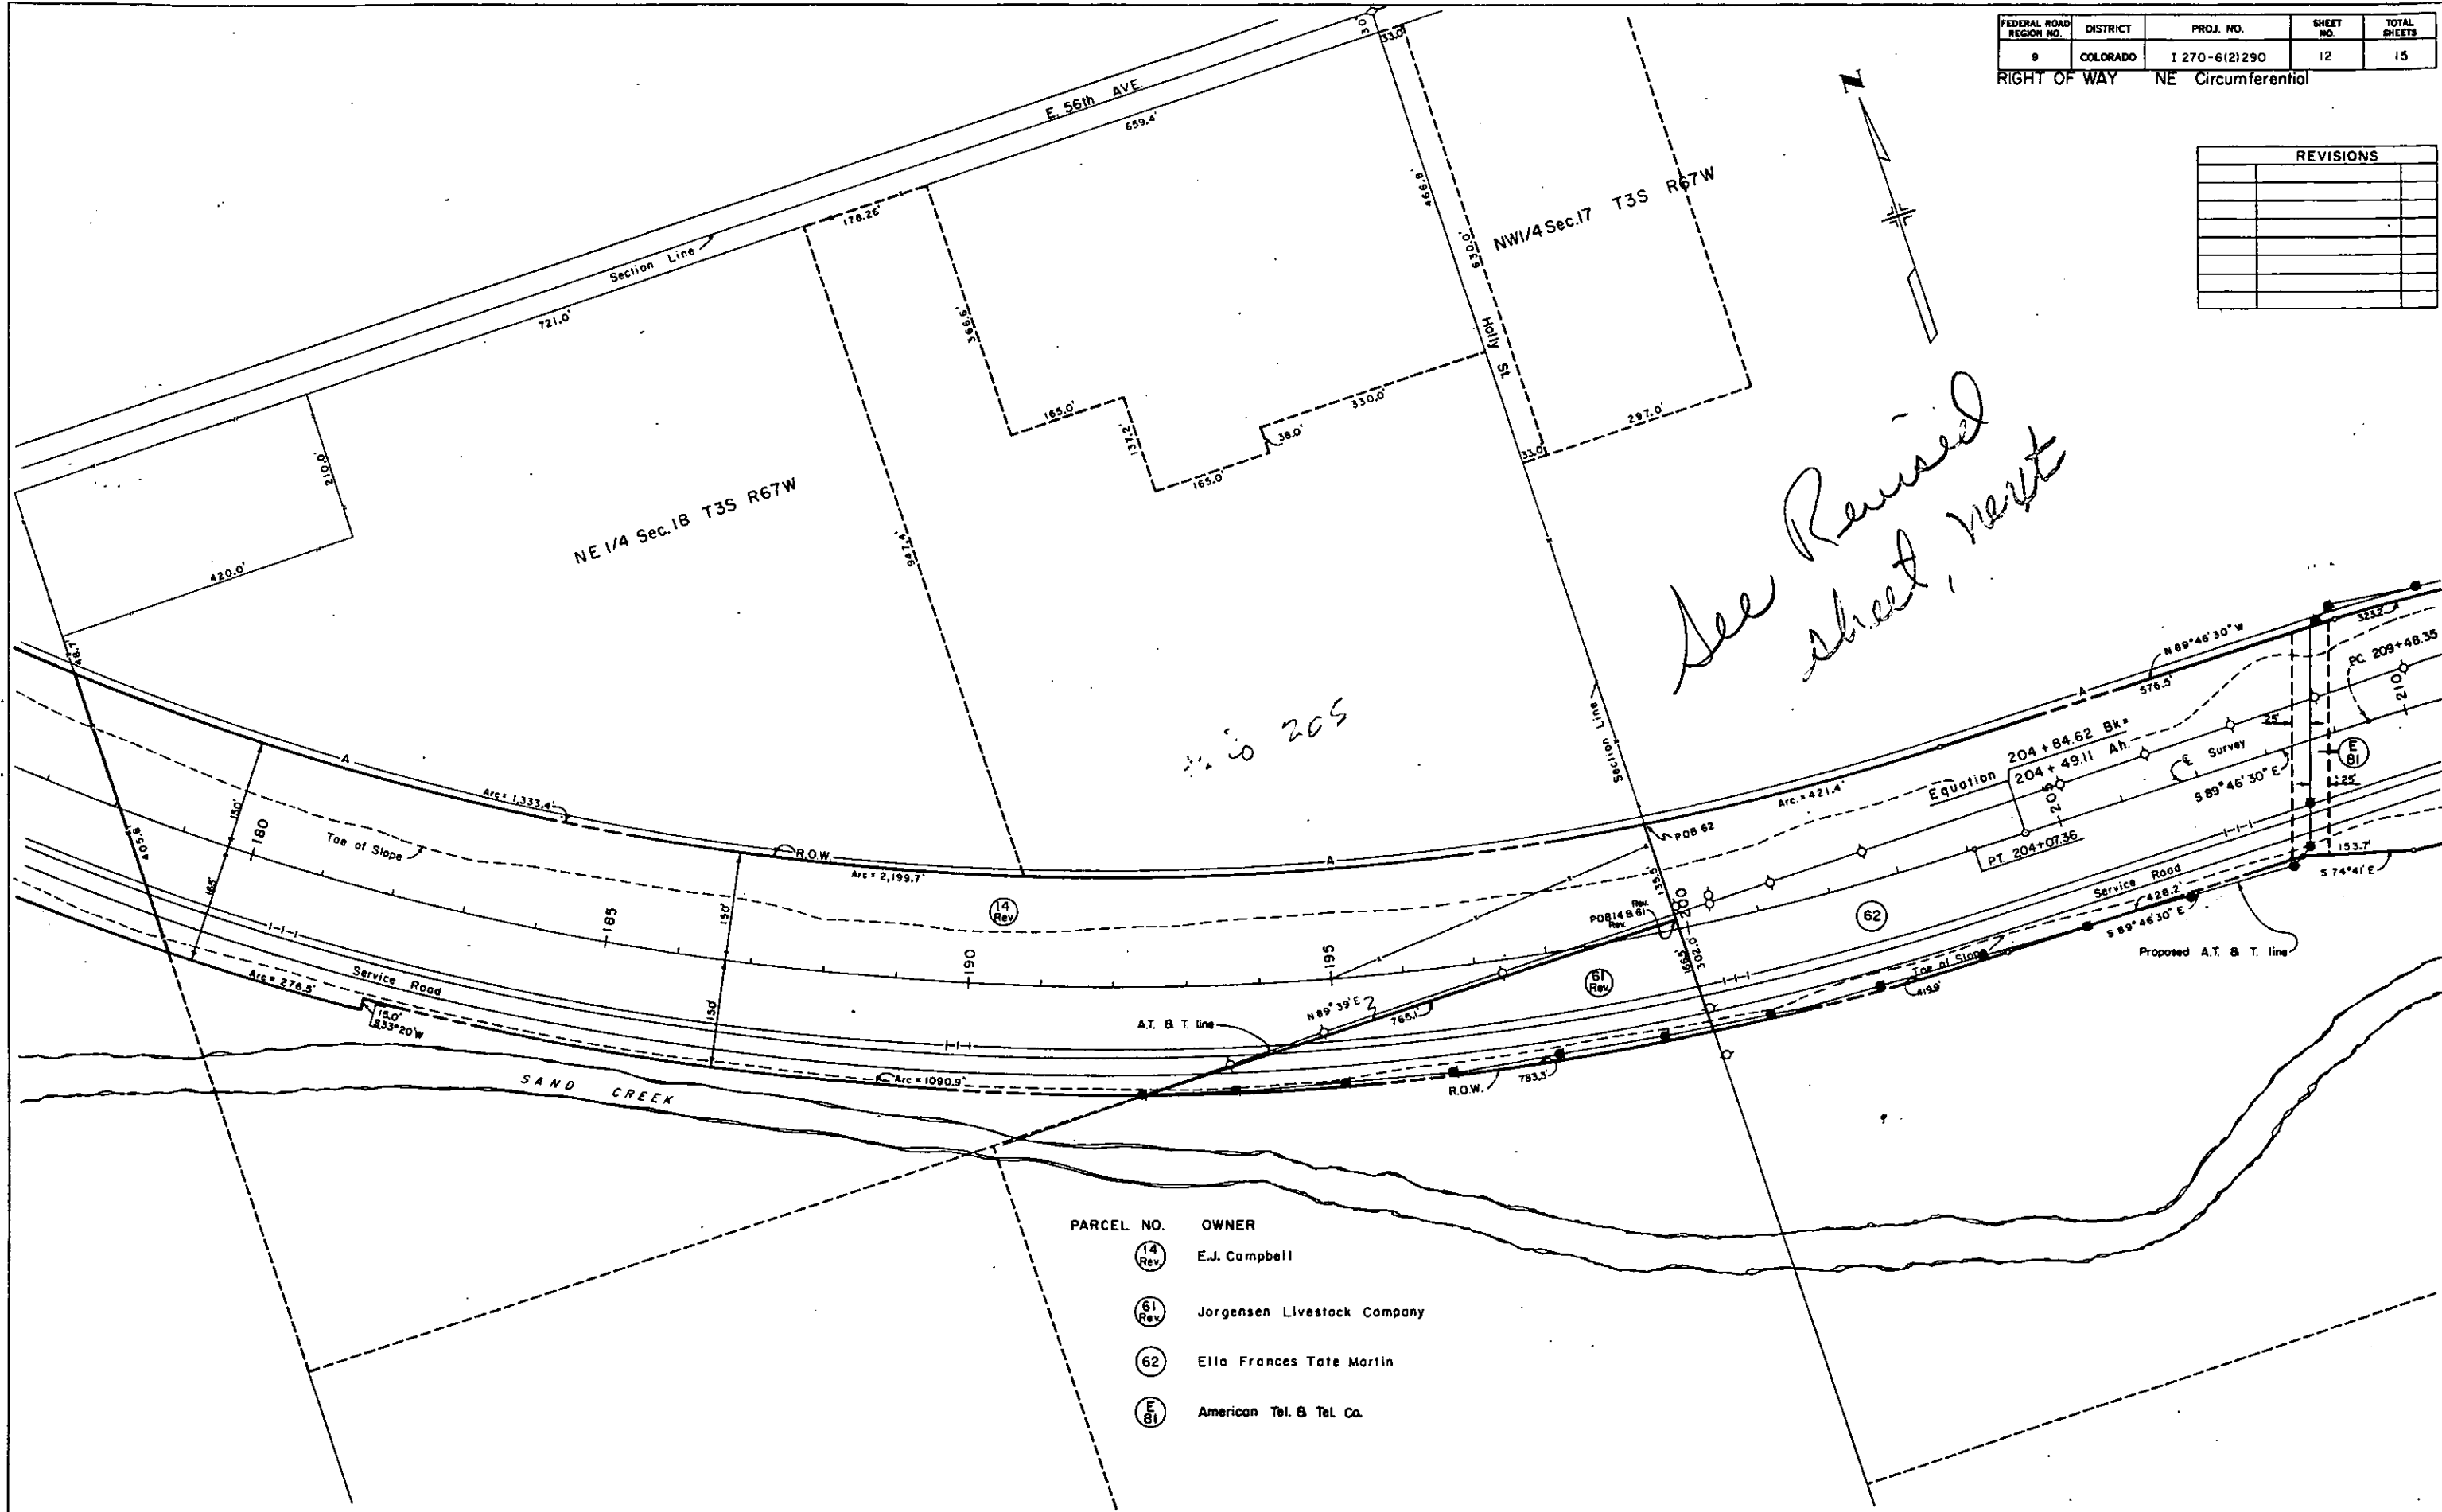 FEDERAL ROAD REGION NO. DISTRICT PROJ. NO. SHEET NO. TOTAL SHEETS
9 COLORADO I 270-6(2)290 12 15
RIGHT OF WAY NE Circumferential
REVISIONS
N
E. 56th AVE.
659.4'
30'
33.0'
178.26'
Section Line
721.0'
466.8'
630.0'
NW1/4 Sec.17 T3S R67W
Holly St.
366.6'
165.0'
137.2'
165.0'
38.0'
330.0'
33.0'
297.0'
210.0'
420.0'
NE 1/4 Sec.18 T3S R67W
947.4'
See Revised
sheet, next
205
48.7'
405.8'
Section Line
A
Arc = 1,333.4'
150'
165'
180
Toe of Slope
R.O.W.
Arc = 2,199.7'
A
185
150'
150'
14 Rev.
190
195
Arc = 276.5'
Service Road
15.0'
S33°20'W
Arc = 1090.9'
SAND CREEK
A.T. & T. line
N 89° 39' E
765.1'
61 Rev.
R.O.W.
783.3'
POB 62
135.5'
Rev.
POB 14 & 61
Rev.
200
302.0'
166.5'
Arc = 421.4'
Equation 204 + 84.62 Bk =
204 + 49.11 Ah.
205
PT 204+07.36
62
A
N 89° 46' 30" W
576.5'
323.2'
PC 209+48.35
210
25'
E 81
25'
℄ Survey
S 89° 46' 30" E
Service Road
153.7'
S 74° 41' E
428.2'
S 89° 46' 30" E
Toe of Slope
419.9'
Proposed A.T. & T. line
PARCEL NO. OWNER
14 Rev. E.J. Campbell
61 Rev. Jorgensen Livestock Company
62 Ella Frances Tate Martin
E 81 American Tel. & Tel. Co.